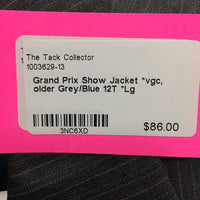 The Tack Collector
1003629-13
Grand Prix Show Jacket *vgc,
older Grey/Blue 12T *Lg
3NC6XD
$86.00